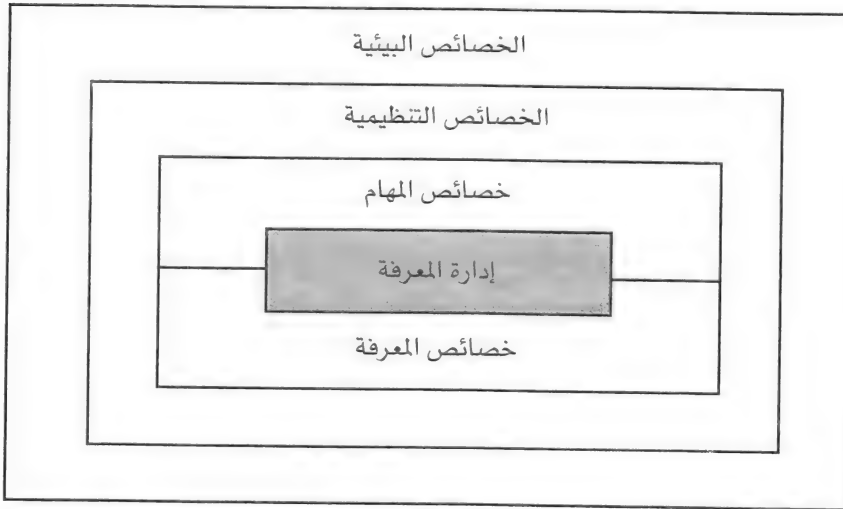 الخصائص البيئية
الخصائص التنظيمية
خصائص المهام
إدارة المعرفة
خصائص المعرفة